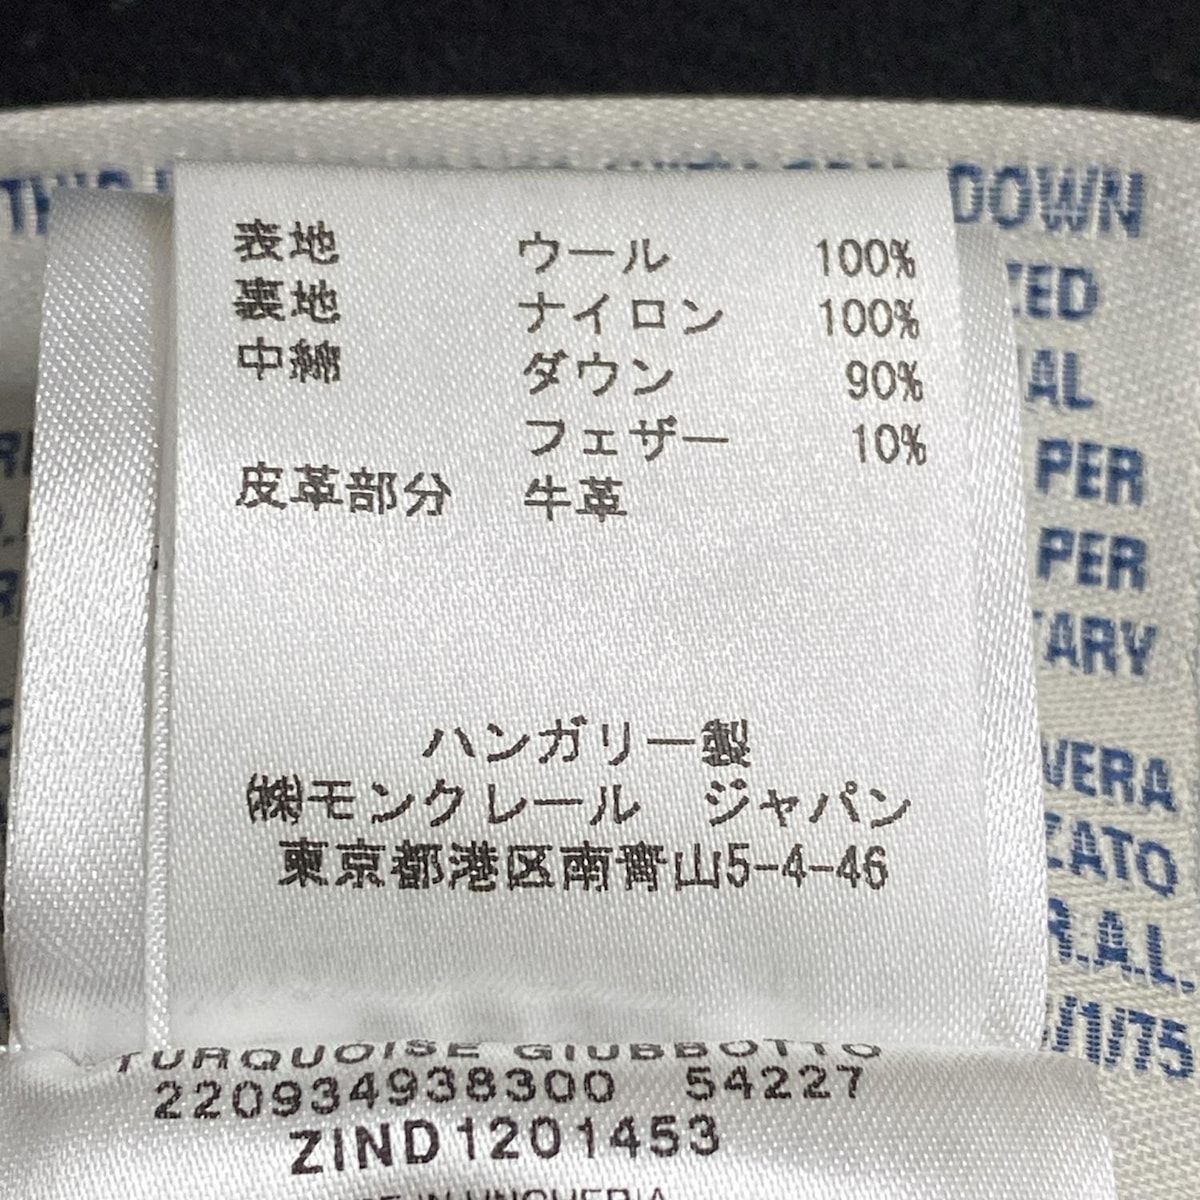 DOWN
表地 ウール 100%
裏地 ナイロン 100%
中綿 ダウン 90%
フェザー 10%
皮革部分 牛革
ハンガリー製
㈱モンクレール ジャパン
東京都港区南青山5-4-46
AL
PER
PER
VERA
R.A.L.
TURQUOISE GIUBBOTTO
220934938300 54227
ZIND1201453